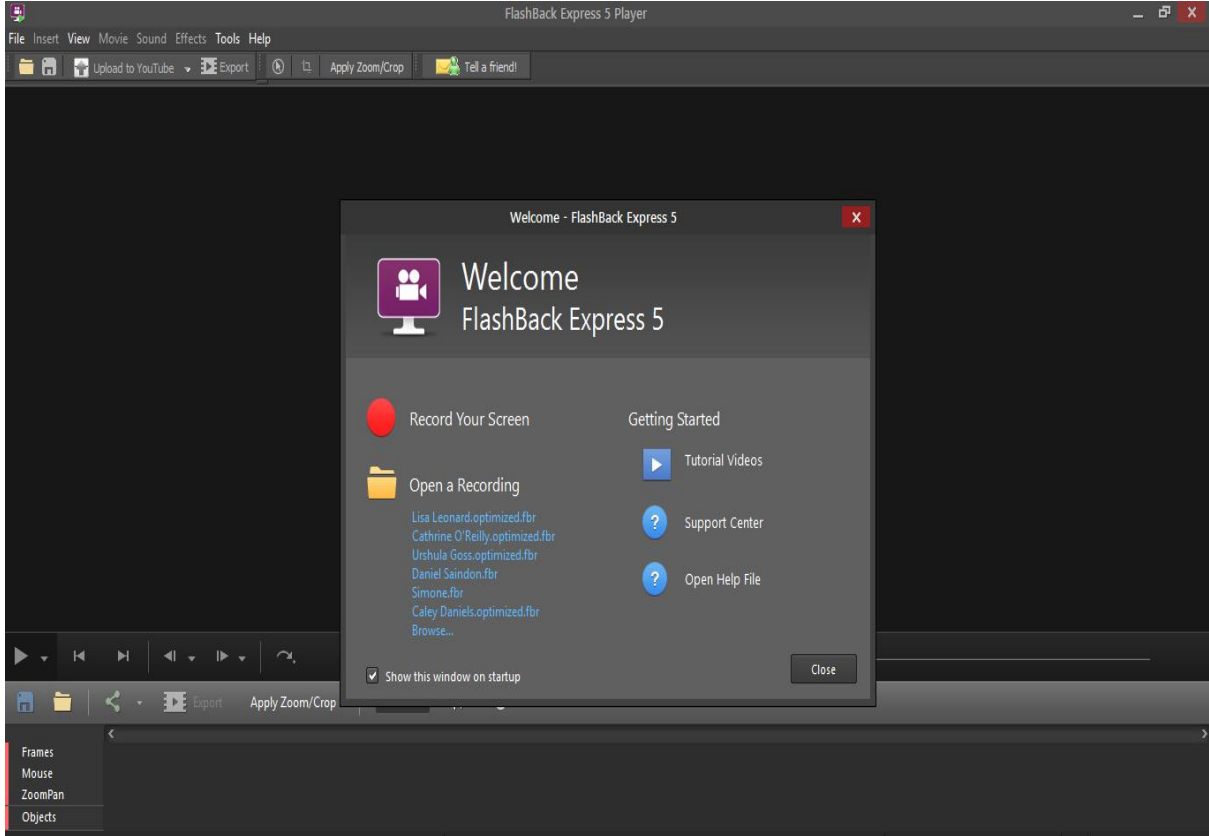 FlashBack Express 5 Player
File Insert View Movie Sound Effects Tools Help
Upload to YouTube Export Apply Zoom/Crop Tell a friend!
Welcome - FlashBack Express 5
Welcome
FlashBack Express 5
Record Your Screen
Open a Recording
Lisa Leonard.optimized.fbr
Cathrine O'Reilly.optimized.fbr
Urshula Goss.optimized.fbr
Daniel Saindon.fbr
Simone.fbr
Caley Daniels.optimized.fbr
Browse...
Getting Started
Tutorial Videos
Support Center
Open Help File
Show this window on startup
Close
Export Apply Zoom/Crop
Frames
Mouse
ZoomPan
Objects